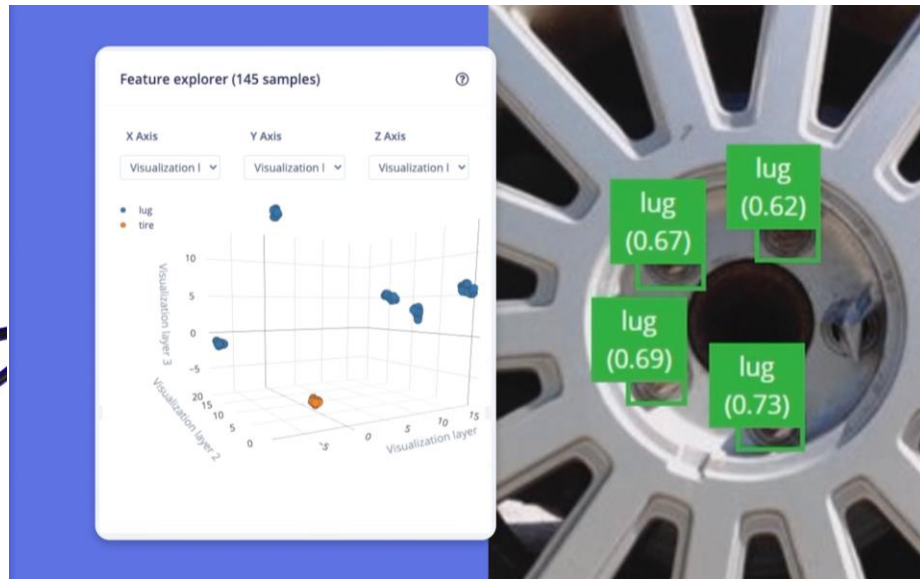 Feature explorer (145 samples)
X Axis
Y Axis
Z Axis
Visualization l
Visualization l
Visualization l
lug
tire
10
5
0
−5
Visualization layer 3
20
15
10
5
0
Visualization layer 2
−5
0
5
10
15
Visualization layer
lug
(0.62)
lug
(0.67)
lug
(0.69)
lug
(0.73)